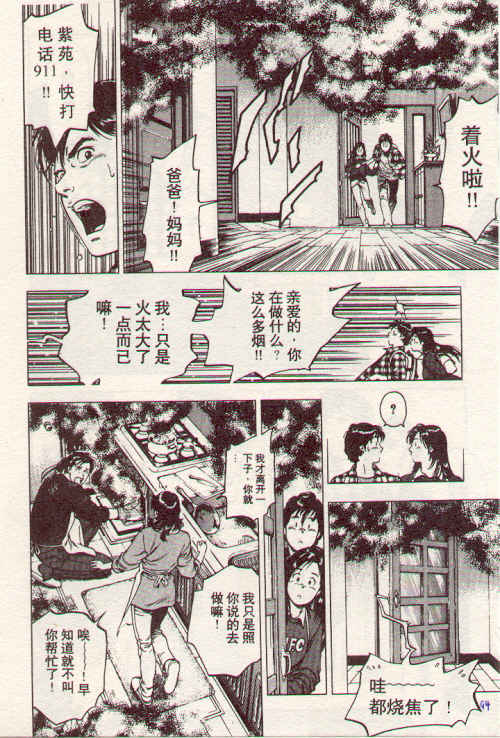 着火啦!!
爸爸!妈妈!!
紫苑,快打
电话911!!
亲爱的,你
在做什么?
这么多烟!!
我…只是
火太大了
一点而已
嘛!
?
哇~~~~
都烧焦了!
我才离开一
下子,你就
…
我只是照
你说的去
做嘛!
唉~~~~!早
知道就不叫
你帮忙了!
64